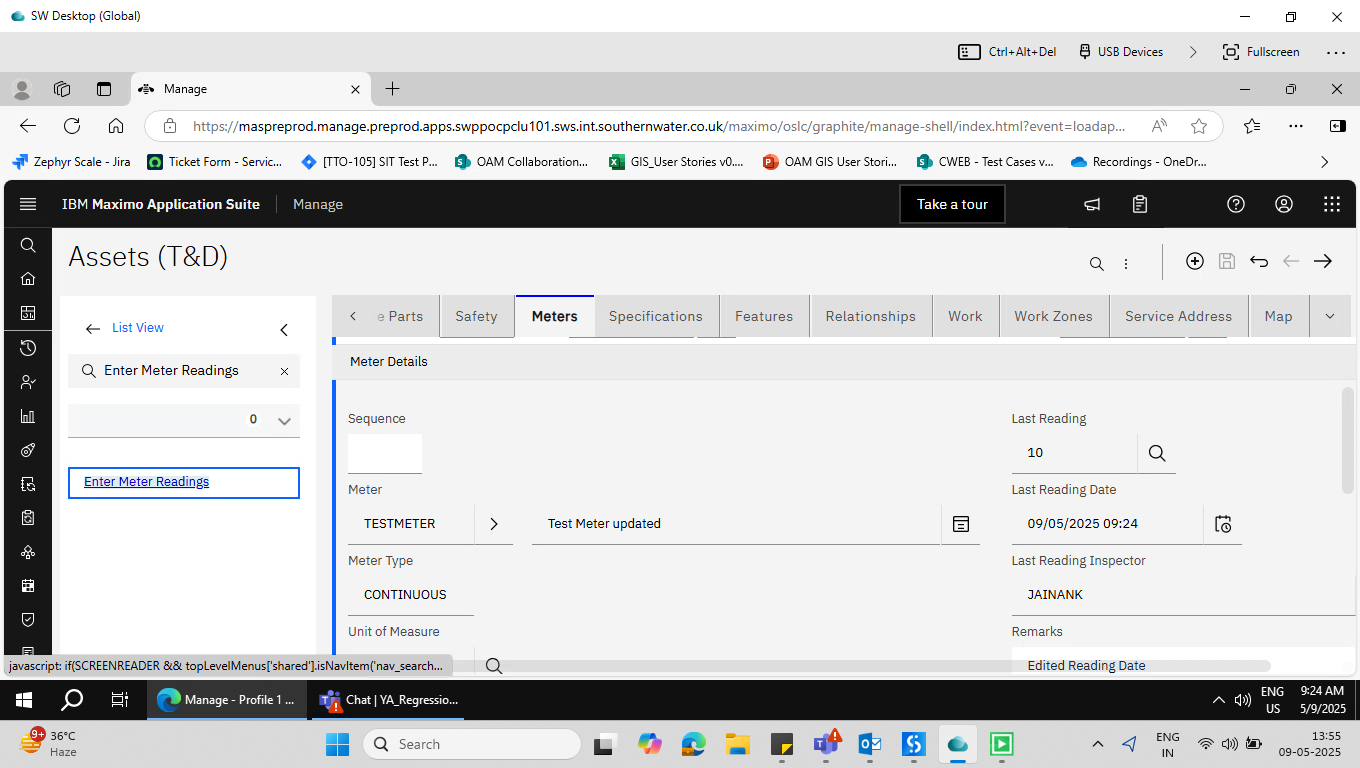 SW Desktop (Global)
Ctrl+Alt+Del
USB Devices
Fullscreen
Manage
https://maspreprod.manage.preprod.apps.swppocpclu101.sws.int.southernwater.co.uk/maximo/oslc/graphite/manage-shell/index.html?event=loadap...
Zephyr Scale - Jira
Ticket Form - Servic...
[TTO-105] SIT Test P...
OAM Collaboration...
GIS_User Stories v0....
OAM GIS User Stori...
CWEB - Test Cases v...
Recordings - OneDr...
IBM Maximo Application Suite
Manage
Take a tour
Assets (T&D)
List View
Enter Meter Readings
0
Enter Meter Readings
e Parts
Safety
Meters
Specifications
Features
Relationships
Work
Work Zones
Service Address
Map
Meter Details
Sequence
Last Reading
10
Meter
Last Reading Date
TESTMETER
Test Meter updated
09/05/2025 09:24
Meter Type
Last Reading Inspector
CONTINUOUS
JAINANK
Unit of Measure
Remarks
Edited Reading Date
javascript: if(SCREENREADER && topLevelMenus['shared'].isNavItem('nav_search...
Manage - Profile 1 ...
Chat | YA_Regressio...
ENG
US
9:24 AM
5/9/2025
9+
36°C
Haze
Search
ENG
IN
13:55
09-05-2025